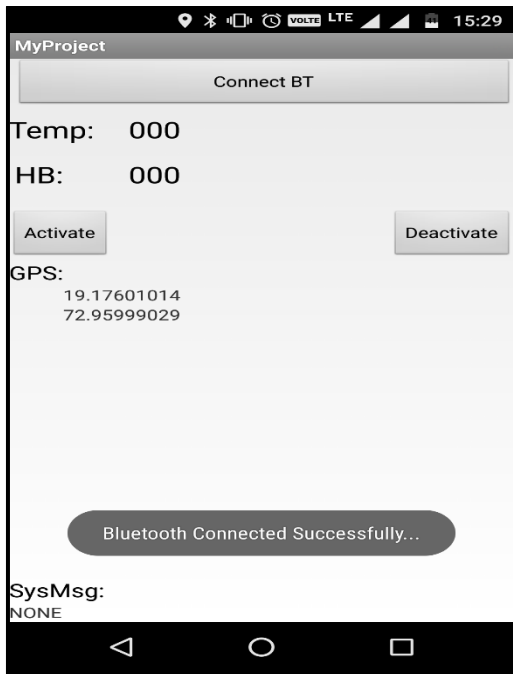 VOLTE LTE 15:29
MyProject
Connect BT
Temp: 000
HB: 000
Activate Deactivate
GPS:
19.17601014
72.95999029
Bluetooth Connected Successfully...
SysMsg:
NONE